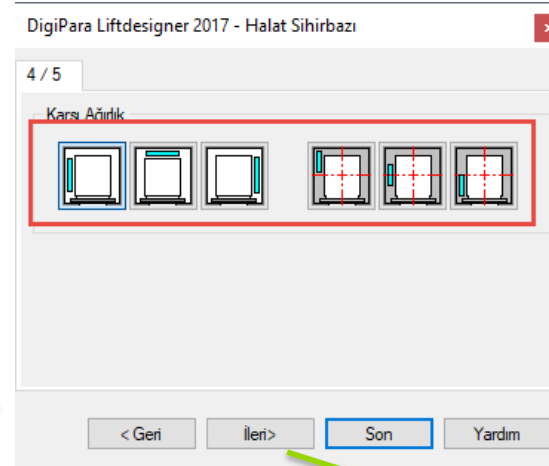 DigiPara Liftdesigner 2017 - Halat Sihirbazı
4 / 5
Karşı Ağırlık
< Geri İleri> Son Yardım